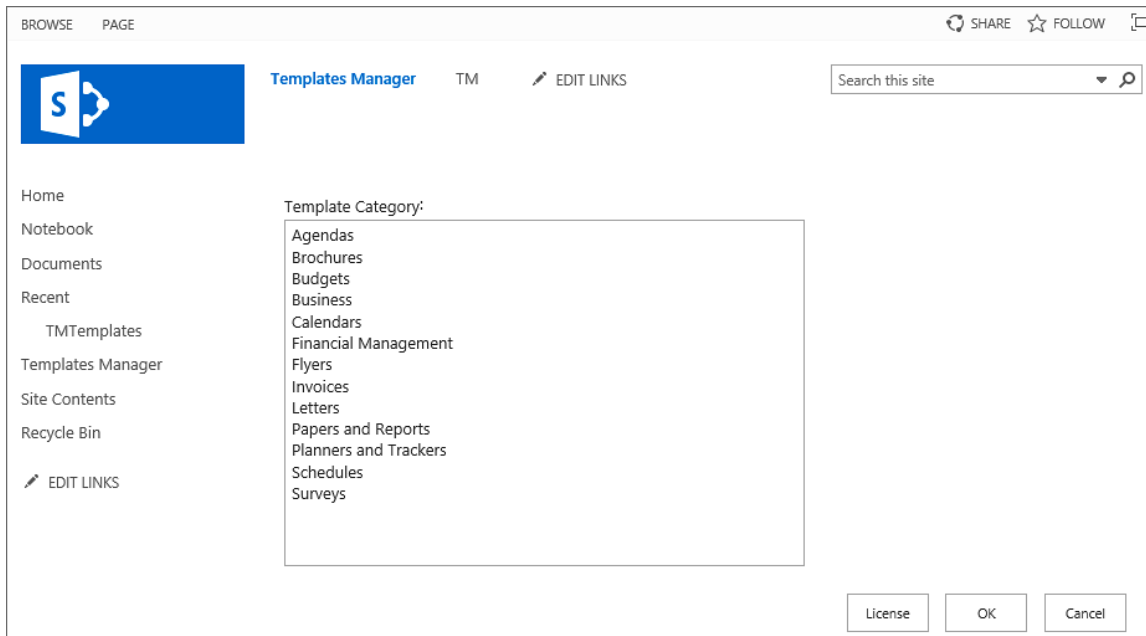 BROWSE PAGE SHARE FOLLOW
S
Templates Manager TM EDIT LINKS Search this site
Home
Notebook
Documents
Recent
TMTemplates
Templates Manager
Site Contents
Recycle Bin
EDIT LINKS
Template Category:
Agendas
Brochures
Budgets
Business
Calendars
Financial Management
Flyers
Invoices
Letters
Papers and Reports
Planners and Trackers
Schedules
Surveys
License OK Cancel